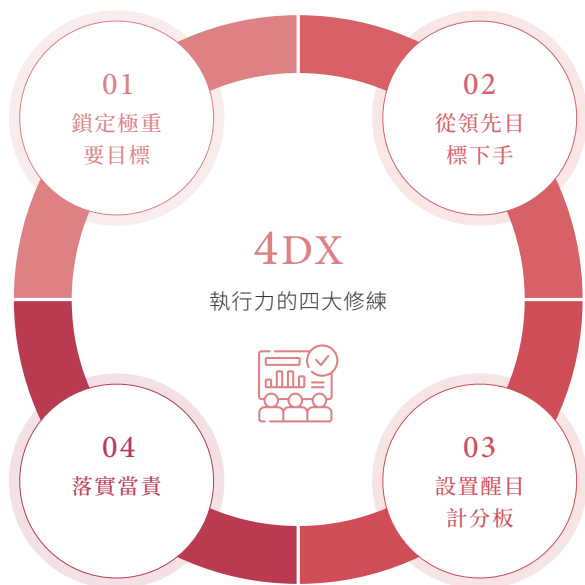 01
鎖定極重
要目標
02
從領先目
標下手
4DX
執行力的四大修練
04
落實當責
03
設置醒目
計分板